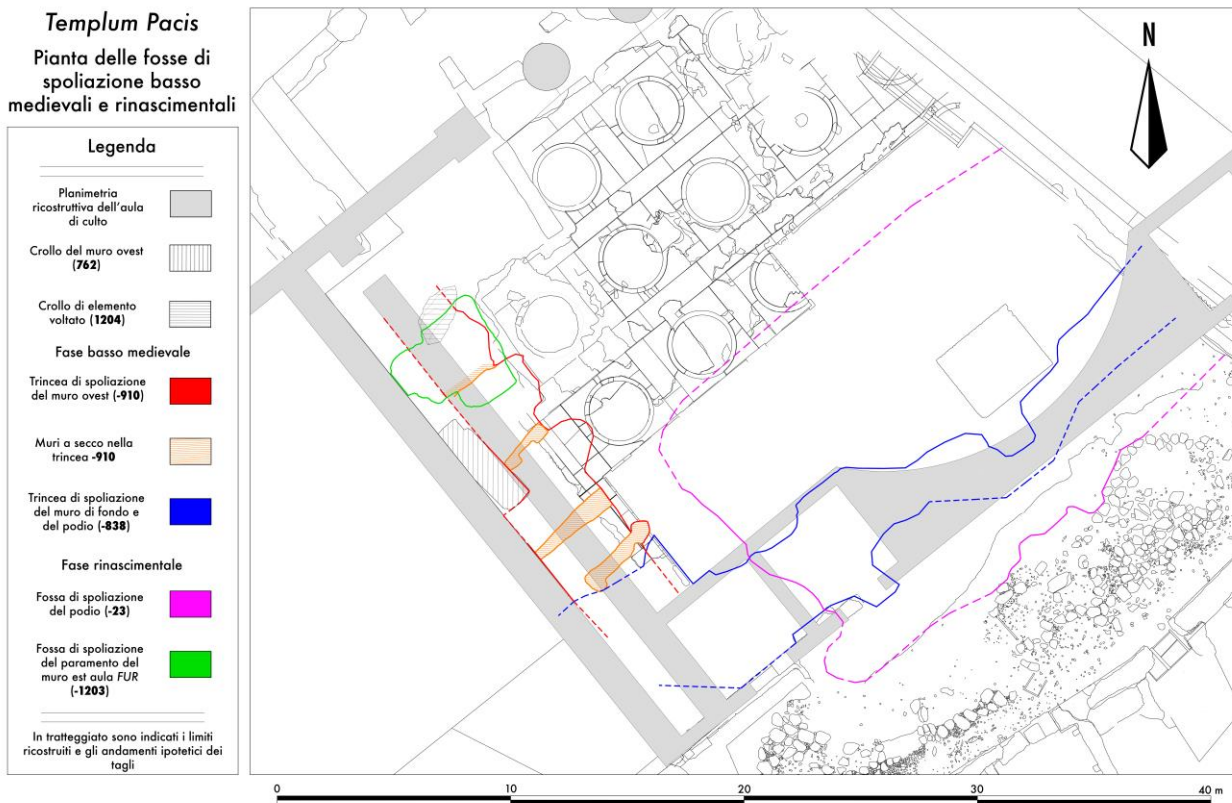 Templum Pacis
Pianta delle fosse di
spoliazione basso
medievali e rinascimentali
Legenda
Planimetria
ricostruttiva dell'aula
di culto
Crollo del muro ovest
(762)
Crollo di elemento
voltato (1204)
Fase basso medievale
Trincea di spoliazione
del muro ovest (-910)
Muri a secco nella
trincea -910
Trincea di spoliazione
del muro di fondo e
del podio (-838)
Fase rinascimentale
Fossa di spoliazione
del podio (-23)
Fossa di spoliazione
del paramento del
muro est aula FUR
(-1203)
In tratteggiato sono indicati i limiti
ricostruiti e gli andamenti ipotetici dei
tagli
N
0 10 20 30 40 m